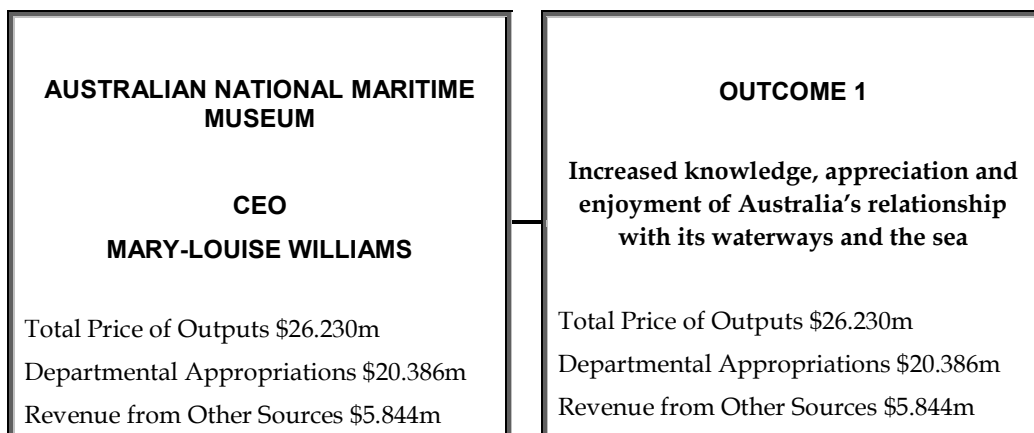 AUSTRALIAN NATIONAL MARITIME
MUSEUM
CEO
MARY-LOUISE WILLIAMS
Total Price of Outputs $26.230m
Departmental Appropriations $20.386m
Revenue from Other Sources $5.844m
OUTCOME 1
Increased knowledge, appreciation and
enjoyment of Australia’s relationship
with its waterways and the sea
Total Price of Outputs $26.230m
Departmental Appropriations $20.386m
Revenue from Other Sources $5.844m